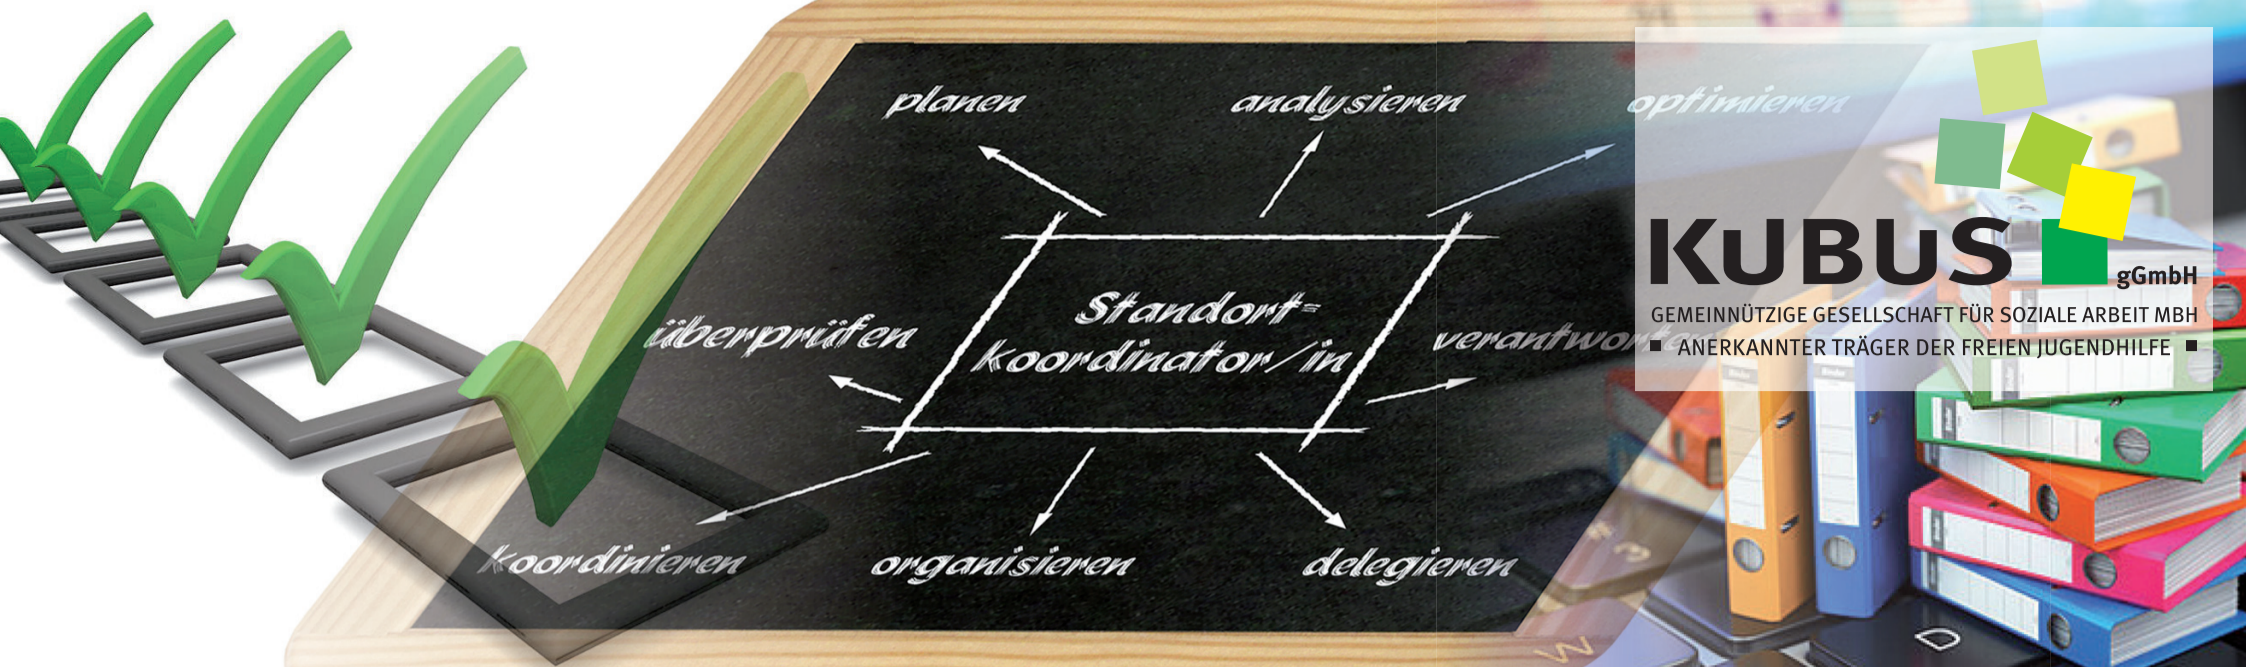 planen
analysieren
optimieren
überprüfen
Standort=
koordinator/in
verantworten
koordinieren
organisieren
delegieren
KUBUS
gGmbH
GEMEINNÜTZIGE GESELLSCHAFT FÜR SOZIALE ARBEIT MBH
▪ ANERKANNTER TRÄGER DER FREIEN JUGENDHILFE ▪
W
D